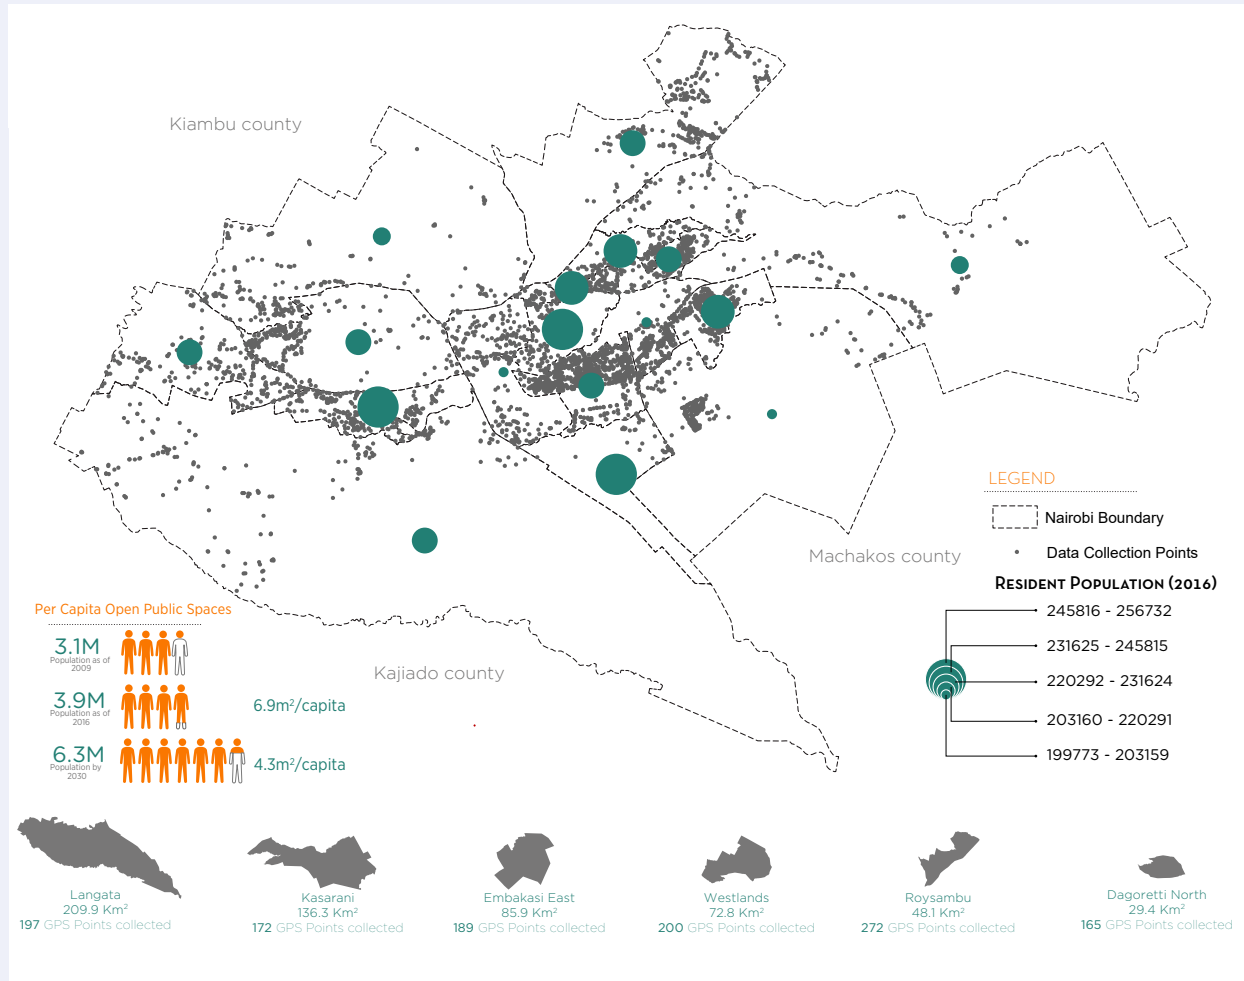 Kiambu county
LEGEND
Nairobi Boundary
Data Collection Points
Machakos county
RESIDENT POPULATION (2016)
245816 - 256732
231625 - 245815
220292 - 231624
203160 - 220291
199773 - 203159
Per Capita Open Public Spaces
3.1M
Population as of
2009
Kajiado county
3.9M
Population as of
2016
6.9m²/capita
6.3M
Population by
2030
4.3m²/capita
Langata
209.9 Km²
197 GPS Points collected
Kasarani
136.3 Km²
172 GPS Points collected
Embakasi East
85.9 Km²
189 GPS Points collected
Westlands
72.8 Km²
200 GPS Points collected
Roysambu
48.1 Km²
272 GPS Points collected
Dagoretti North
29.4 Km²
165 GPS Points collected